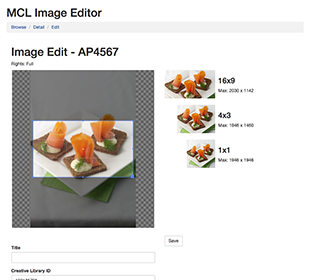 MCL Image Editor
Browse / Detail / Edit
Image Edit - AP4567
Rights: Full
16x9
Max: 2030 x 1142
4x3
Max: 1946 x 1460
1x1
Max: 1946 x 1946
Save
Title
Creative Library ID